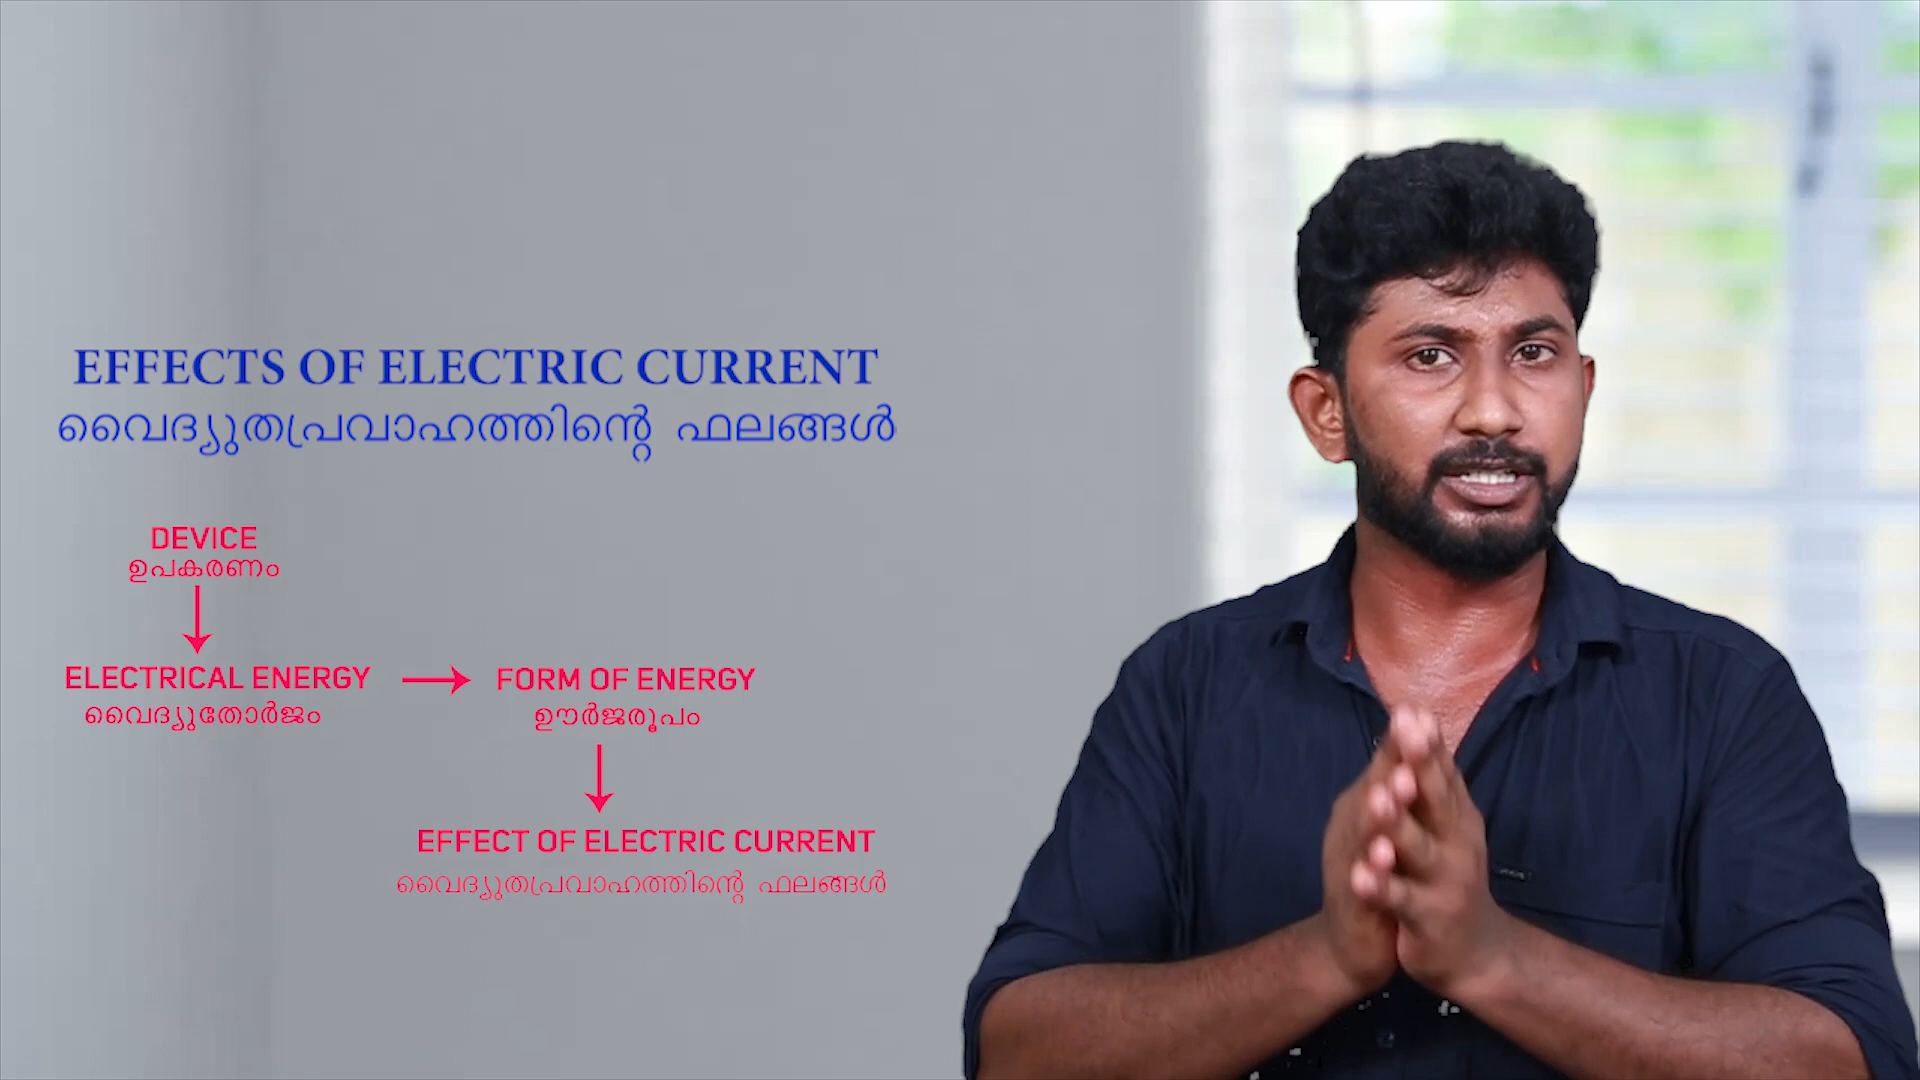 EFFECTS OF ELECTRIC CURRENT
വൈദ്യുതപ്രവാഹത്തിന്റെ ഫലങ്ങൾ
DEVICE
ഉപകരണം
ELECTRICAL ENERGY → FORM OF ENERGY
വൈദ്യുതോർജം ഊർജരൂപം
EFFECT OF ELECTRIC CURRENT
വൈദ്യുതപ്രവാഹത്തിന്റെ ഫലങ്ങൾ